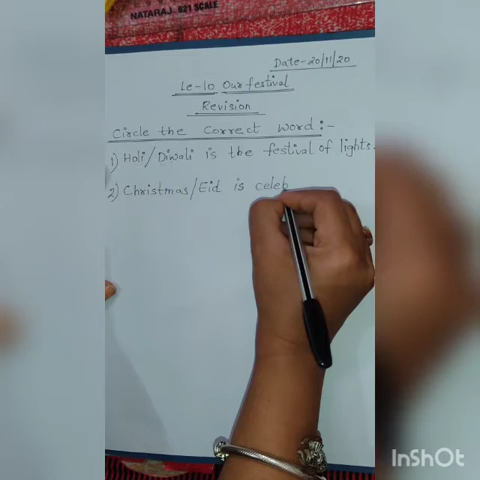 NATARAJ 621 SCALE
Date-20/11/20
Le-10 Our festival
Revision
Circle the Correct word:-
1) Holi/Diwali is the festival of lights.
2) Christmas/Eid is celeb
InShOt